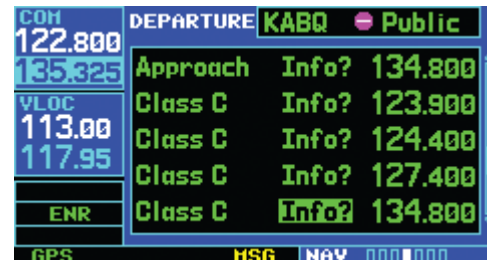 COM
122.800
135.325
VLOC
113.00
117.95
ENR
GPS
DEPARTURE KABQ Public
Approach Info? 134.800
Class C Info? 123.900
Class C Info? 124.400
Class C Info? 127.400
Class C Info? 134.800
MSG NAV